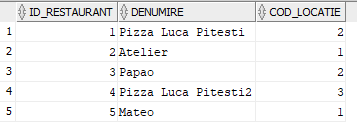 ID_RESTAURANT DENUMIRE COD_LOCATIE
1 1 Pizza Luca Pitesti 2
2 2 Atelier 1
3 3 Papao 2
4 4 Pizza Luca Pitesti2 3
5 5 Mateo 1